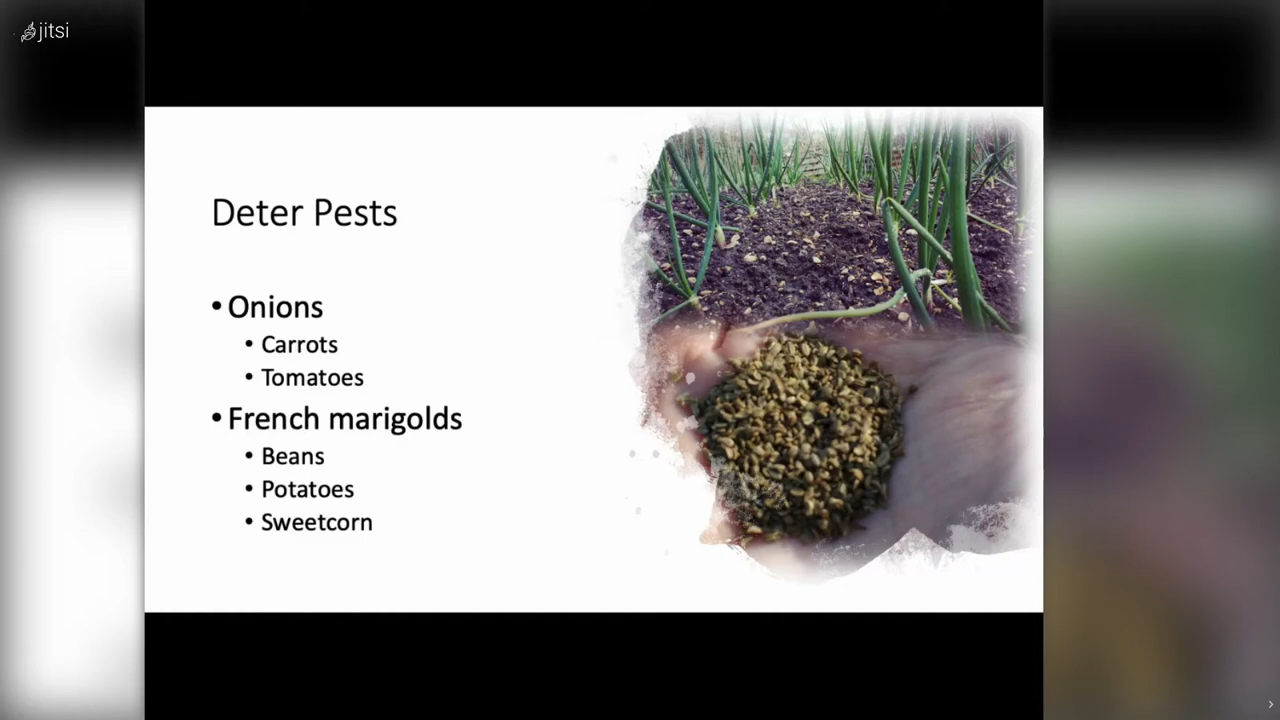 jitsi
Deter Pests
• Onions
• Carrots
• Tomatoes
• French marigolds
• Beans
• Potatoes
• Sweetcorn